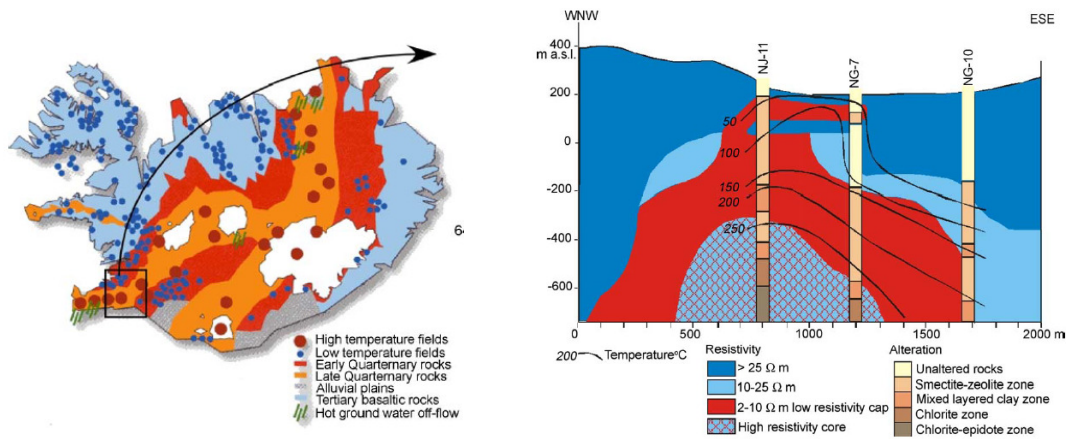 High temperature fields
Low temperature fields
Early Quarternary rocks
Late Quartenary rocks
Alluvial plains
Tertiary basaltic rocks
Hot ground water off-flow
6
WNW
ESE
400
m a.s.l.
200
0
-200
-400
-600
NJ-11
NG-7
NG-10
50
100
150
200
250
0
500
1000
1500
2000 m
200
Temperature°C
Resistivity
> 25 Ω m
10-25 Ω m
2-10 Ω m low resistivity cap
High resistivity core
Alteration
Unaltered rocks
Smectite-zeolite zone
Mixed layered clay zone
Chlorite zone
Chlorite-epidote zone